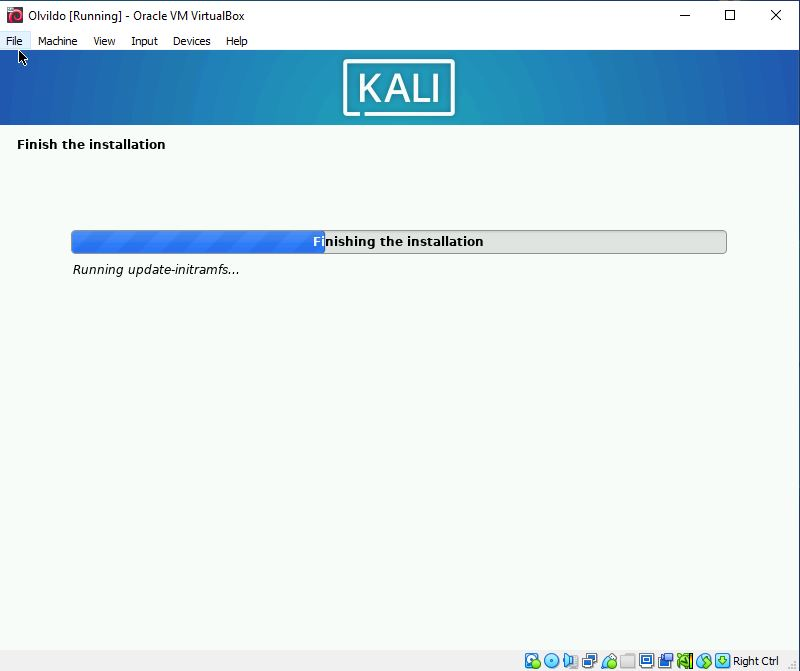 Olvildo [Running] - Oracle VM VirtualBox
File Machine View Input Devices Help
KALI
Finish the installation
Finishing the installation
Running update-initramfs...
Right Ctrl